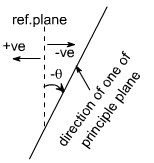 ref.plane
+ve
-ve
-θ
direction of one of
principle plane